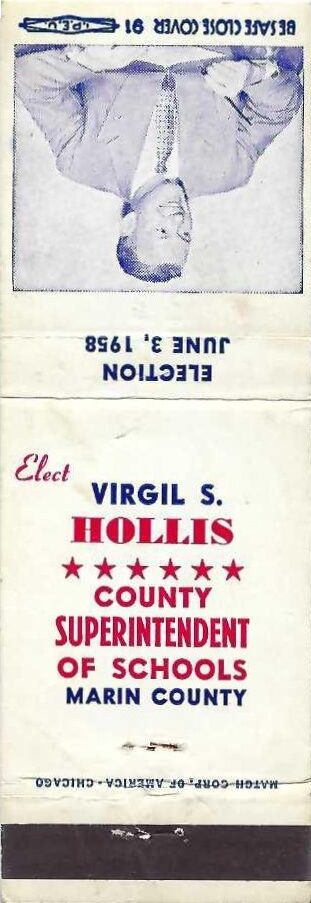 BE SAFE CLOSE COVER 91 I.P.E.U.
ELECTION
JUNE 3, 1958
Elect
VIRGIL S.
HOLLIS
COUNTY
SUPERINTENDENT
OF SCHOOLS
MARIN COUNTY
MATCH CORP. OF AMERICA - CHICAGO